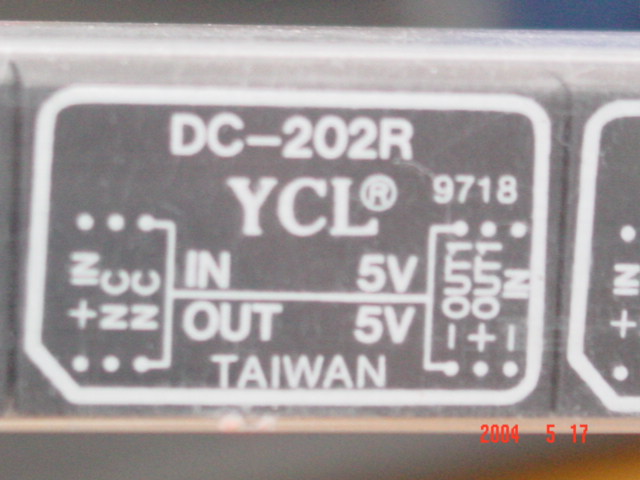 DC-202R
YCL® 9718
IN 5V
OUT 5V
TAIWAN
+ IN
NC
NC
- OUT1
+ OUT1
- IN
+ IN
2004 5 17